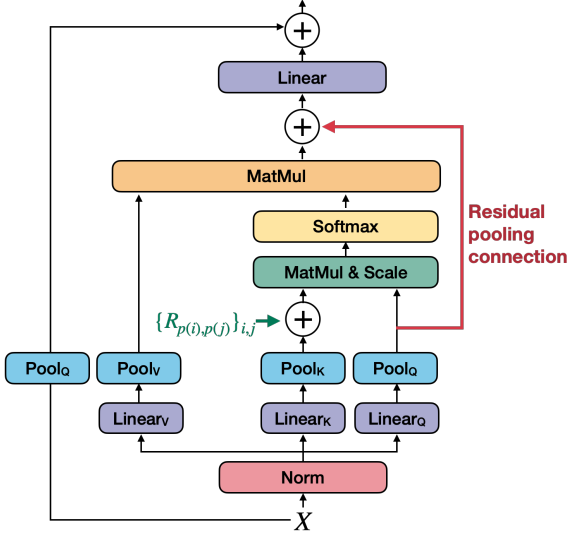 +
Linear
+
MatMul
Residual
pooling
connection
Softmax
MatMul & Scale
{R_{p(i),p(j)}}_{i,j}
+
Pool_Q
Pool_V
Pool_K
Pool_Q
Linear_V
Linear_K
Linear_Q
Norm
X